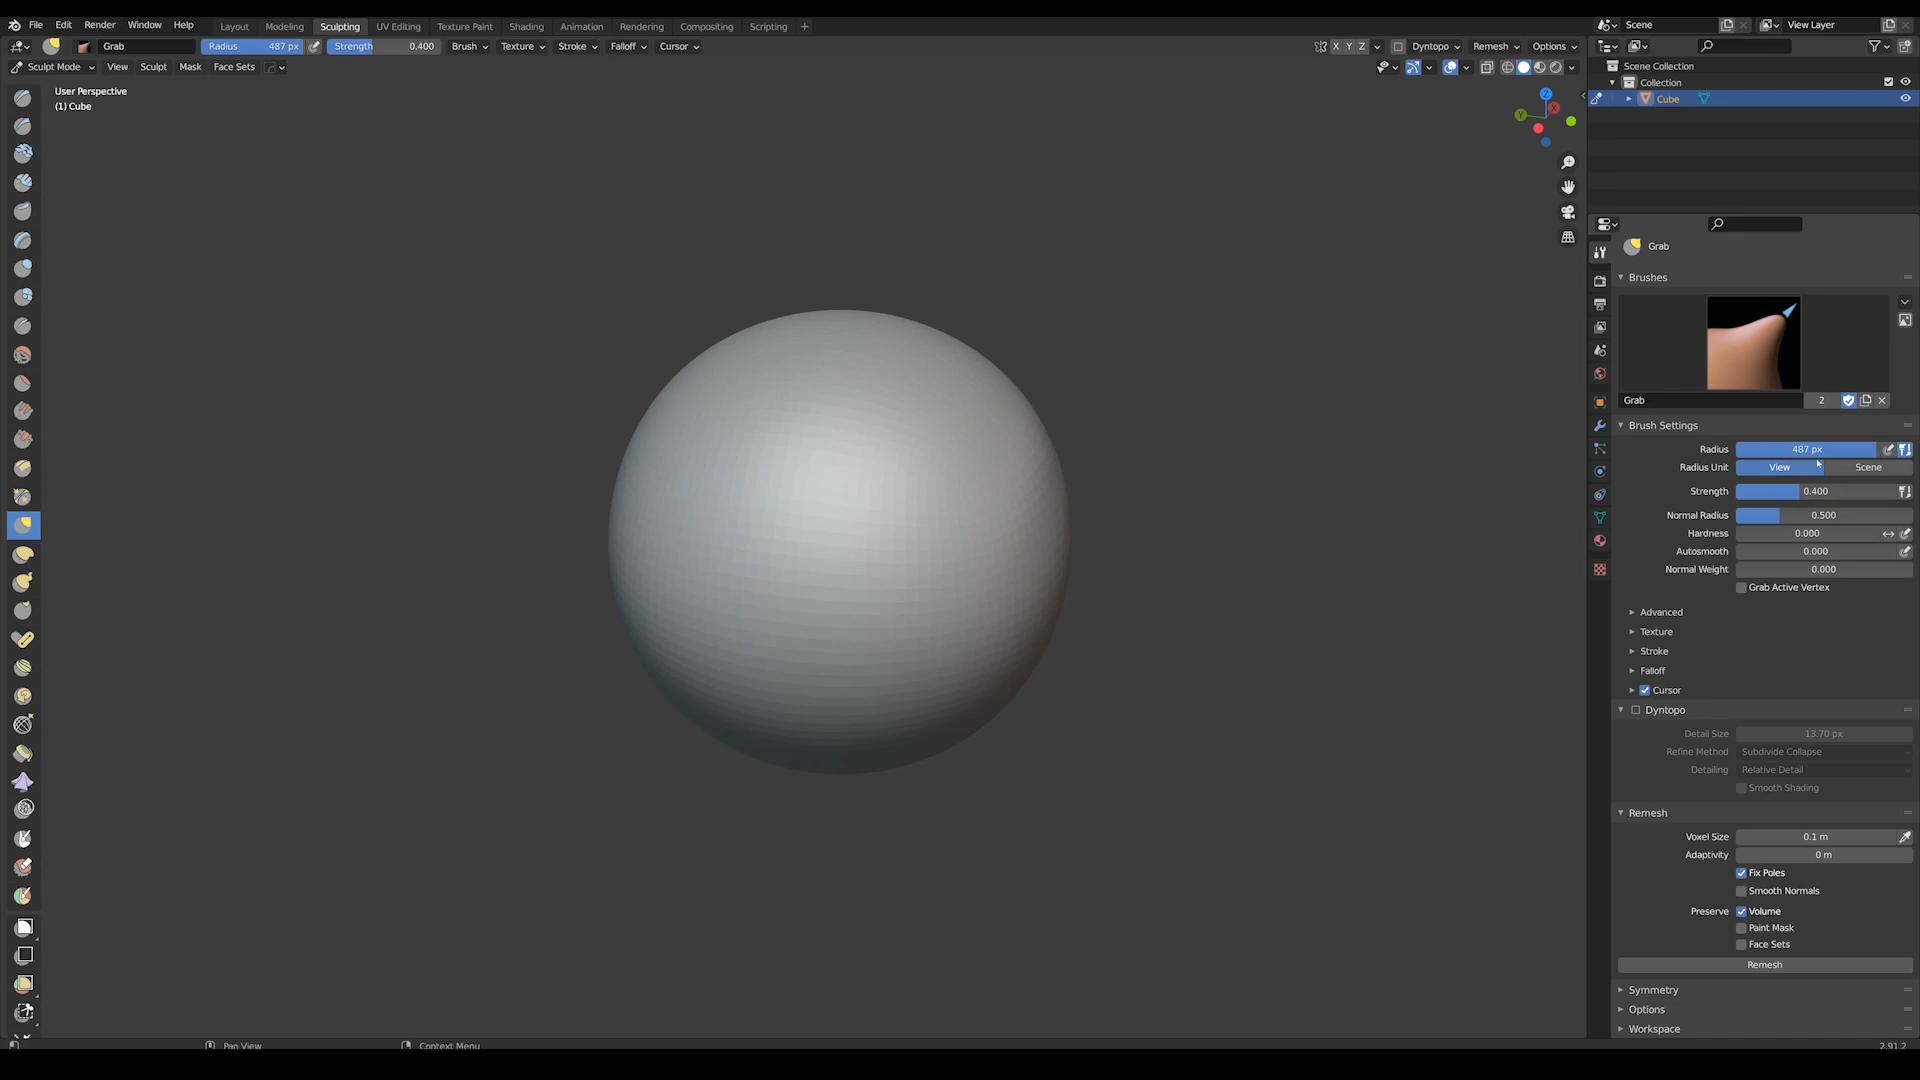 File Edit Render Window Help Layout Modeling Sculpting UV Editing Texture Paint Shading Animation Rendering Compositing Scripting + Scene View Layer
Grab Radius 487 px Strength 0.400 Brush Texture Stroke Falloff Cursor X Y Z Dyntopo Remesh Options
Sculpt Mode View Sculpt Mask Face Sets
User Perspective
(1) Cube
Z
X
Y
Scene Collection
Collection
Cube
Grab
Brushes
Grab 2
Brush Settings
Radius 487 px
Radius Unit View Scene
Strength 0.400
Normal Radius 0.500
Hardness 0.000
Autosmooth 0.000
Normal Weight 0.000
Grab Active Vertex
Advanced
Texture
Stroke
Falloff
Cursor
Dyntopo
Detail Size 13.70 px
Refine Method Subdivide Collapse
Detailing Relative Detail
Smooth Shading
Remesh
Voxel Size 0.1 m
Adaptivity 0 m
Fix Poles
Smooth Normals
Preserve Volume
Paint Mask
Face Sets
Remesh
Symmetry
Options
Workspace
Pan View Context Menu 2.91.2